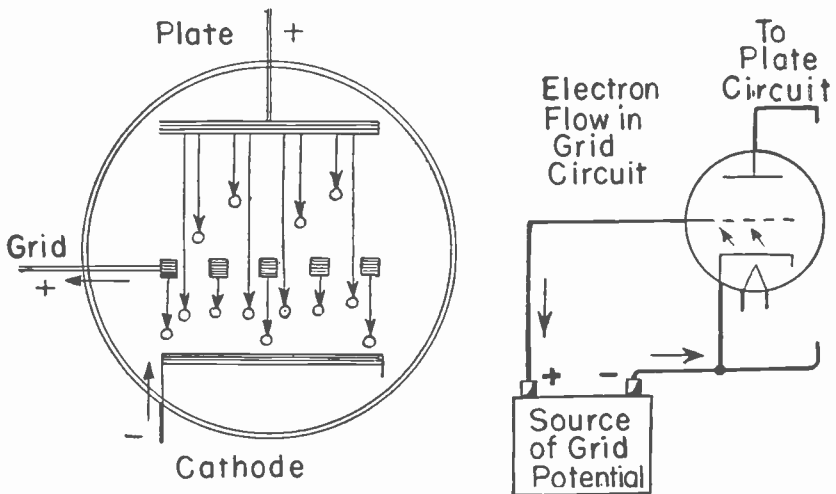 Plate +
Grid
+
-
Cathode
Electron
Flow in
Grid
Circuit
To
Plate
Circuit
+ -
Source
of Grid
Potential